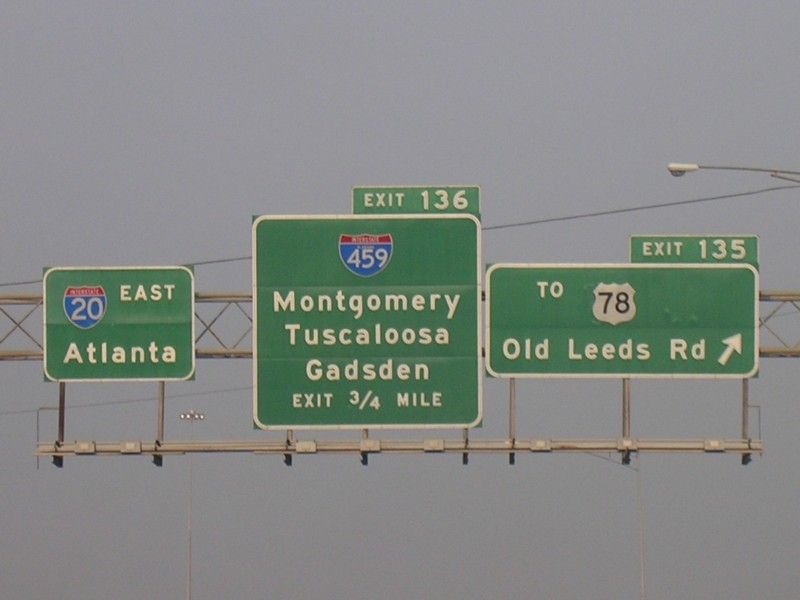 INTERSTATE
20
EAST
Atlanta
EXIT 136
INTERSTATE
459
Montgomery
Tuscaloosa
Gadsden
EXIT 3/4 MILE
EXIT 135
TO
78
Old Leeds Rd